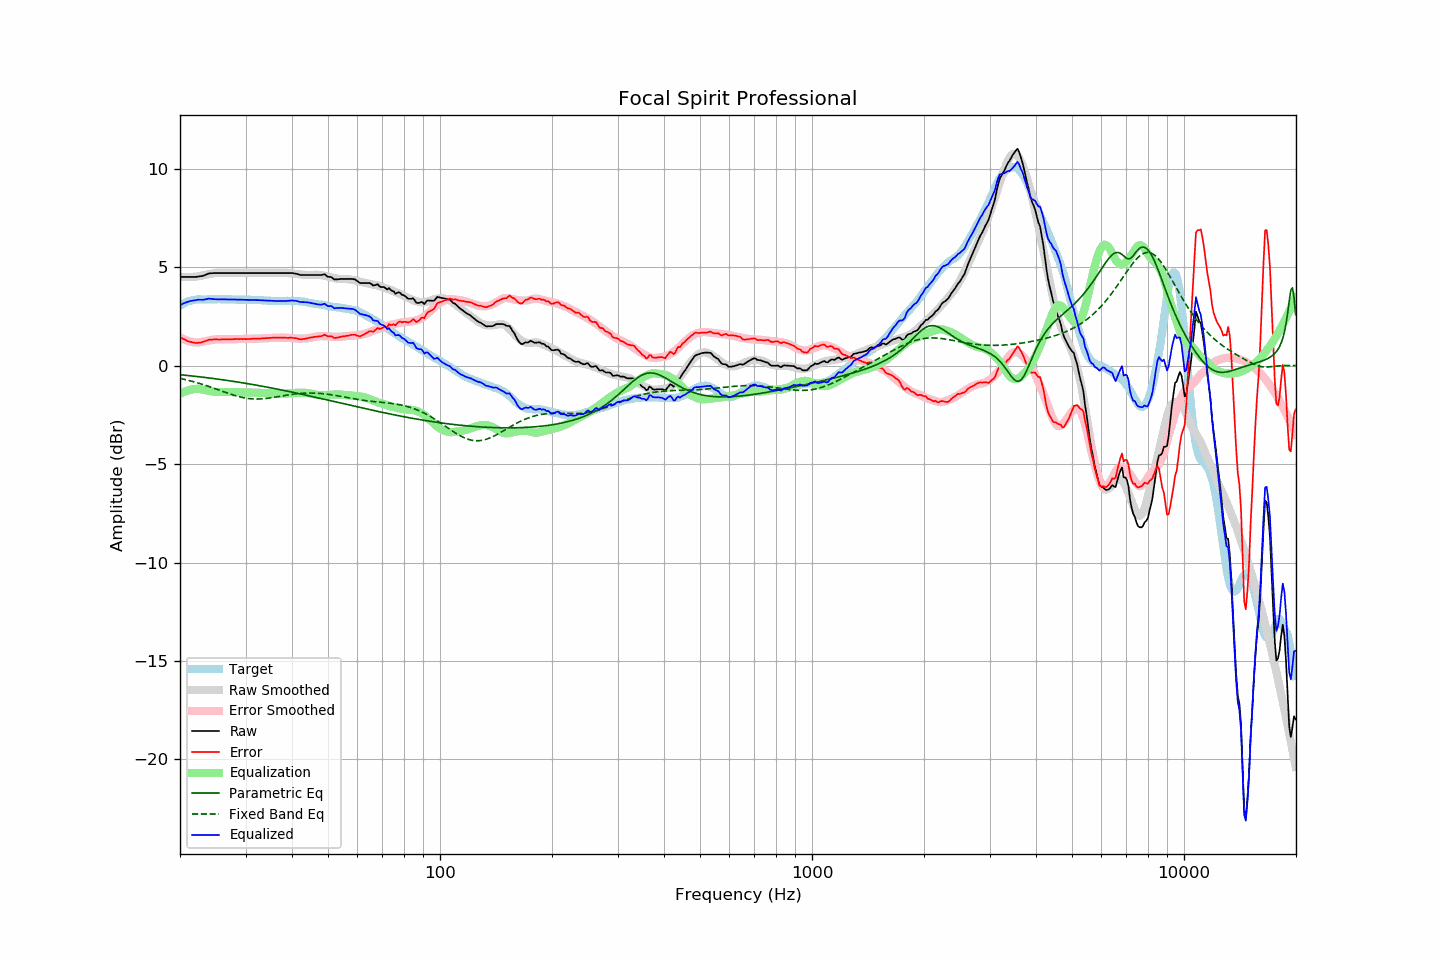 Focal Spirit Professional
10
5
0
−5
−10
−15
−20
Amplitude (dBr)
Target
Raw Smoothed
Error Smoothed
Raw
Error
Equalization
Parametric Eq
Fixed Band Eq
Equalized
100 1000 10000
Frequency (Hz)